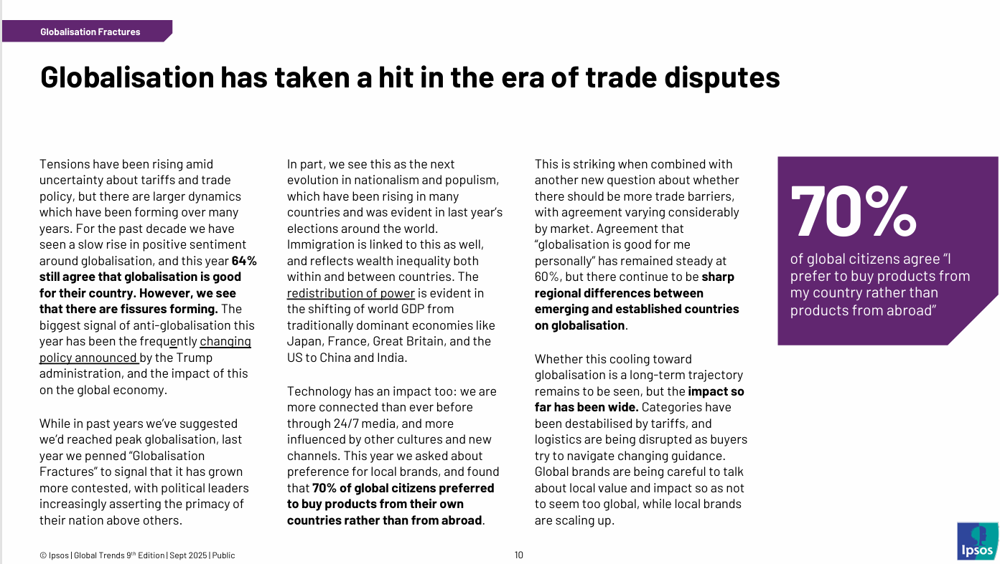 Globalisation Fractures
Globalisation has taken a hit in the era of trade disputes
Tensions have been rising amid
uncertainty about tariffs and trade
policy, but there are larger dynamics
which have been forming over many
years. For the past decade we have
seen a slow rise in positive sentiment
around globalisation, and this year 64%
still agree that globalisation is good
for their country. However, we see
that there are fissures forming. The
biggest signal of anti-globalisation this
year has been the frequently changing
policy announced by the Trump
administration, and the impact of this
on the global economy.
While in past years we’ve suggested
we’d reached peak globalisation, last
year we penned “Globalisation
Fractures” to signal that it has grown
more contested, with political leaders
increasingly asserting the primacy of
their nation above others.
In part, we see this as the next
evolution in nationalism and populism,
which have been rising in many
countries and was evident in last year’s
elections around the world.
Immigration is linked to this as well,
and reflects wealth inequality both
within and between countries. The
redistribution of power is evident in
the shifting of world GDP from
traditionally dominant economies like
Japan, France, Great Britain, and the
US to China and India.
Technology has an impact too: we are
more connected than ever before
through 24/7 media, and more
influenced by other cultures and new
channels. This year we asked about
preference for local brands, and found
that 70% of global citizens preferred
to buy products from their own
countries rather than from abroad.
This is striking when combined with
another new question about whether
there should be more trade barriers,
with agreement varying considerably
by market. Agreement that
“globalisation is good for me
personally” has remained steady at
60%, but there continue to be sharp
regional differences between
emerging and established countries
on globalisation.
Whether this cooling toward
globalisation is a long-term trajectory
remains to be seen, but the impact so
far has been wide. Categories have
been destabilised by tariffs, and
logistics are being disrupted as buyers
try to navigate changing guidance.
Global brands are being careful to talk
about local value and impact so as not
to seem too global, while local brands
are scaling up.
70%
of global citizens agree “I
prefer to buy products from
my country rather than
products from abroad”
© Ipsos | Global Trends 9th Edition | Sept 2025 | Public
10
Ipsos